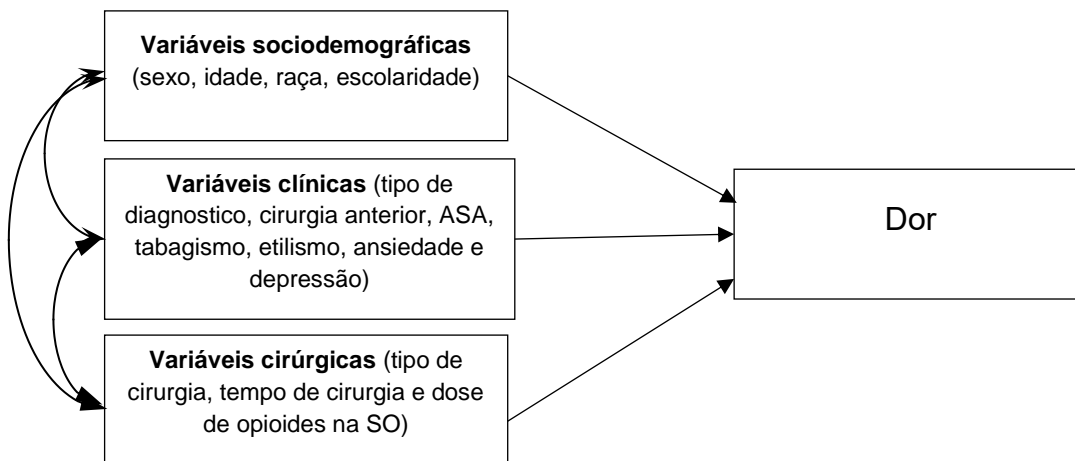 Variáveis sociodemográficas
(sexo, idade, raça, escolaridade)
Variáveis clínicas (tipo de
diagnostico, cirurgia anterior, ASA,
tabagismo, etilismo, ansiedade e
depressão)
Variáveis cirúrgicas (tipo de
cirurgia, tempo de cirurgia e dose
de opioides na SO)
Dor